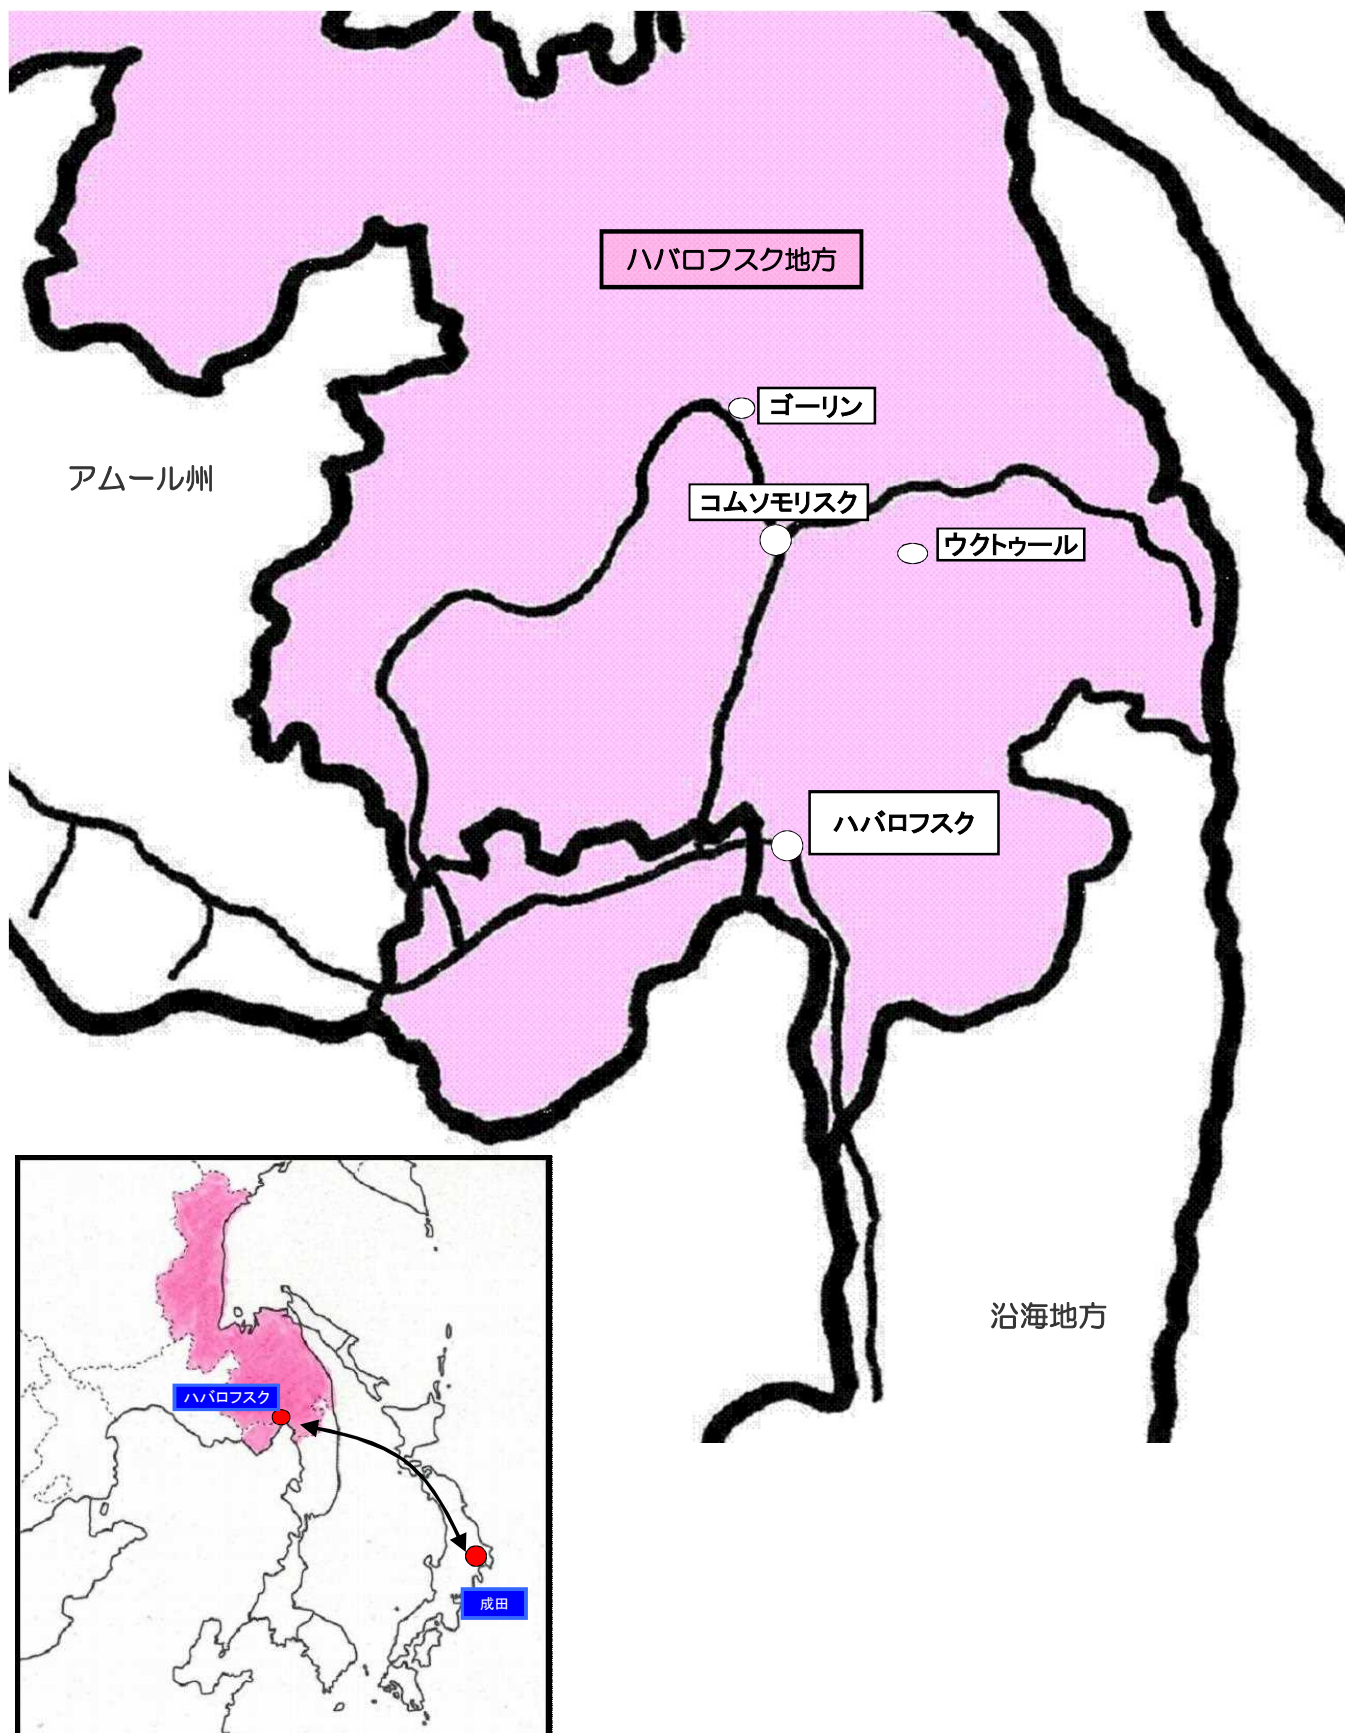 ハバロフスク地方
ゴーリン
アムール州
コムソモリスク
ウクトゥール
ハバロフスク
沿海地方
ハバロフスク
成田